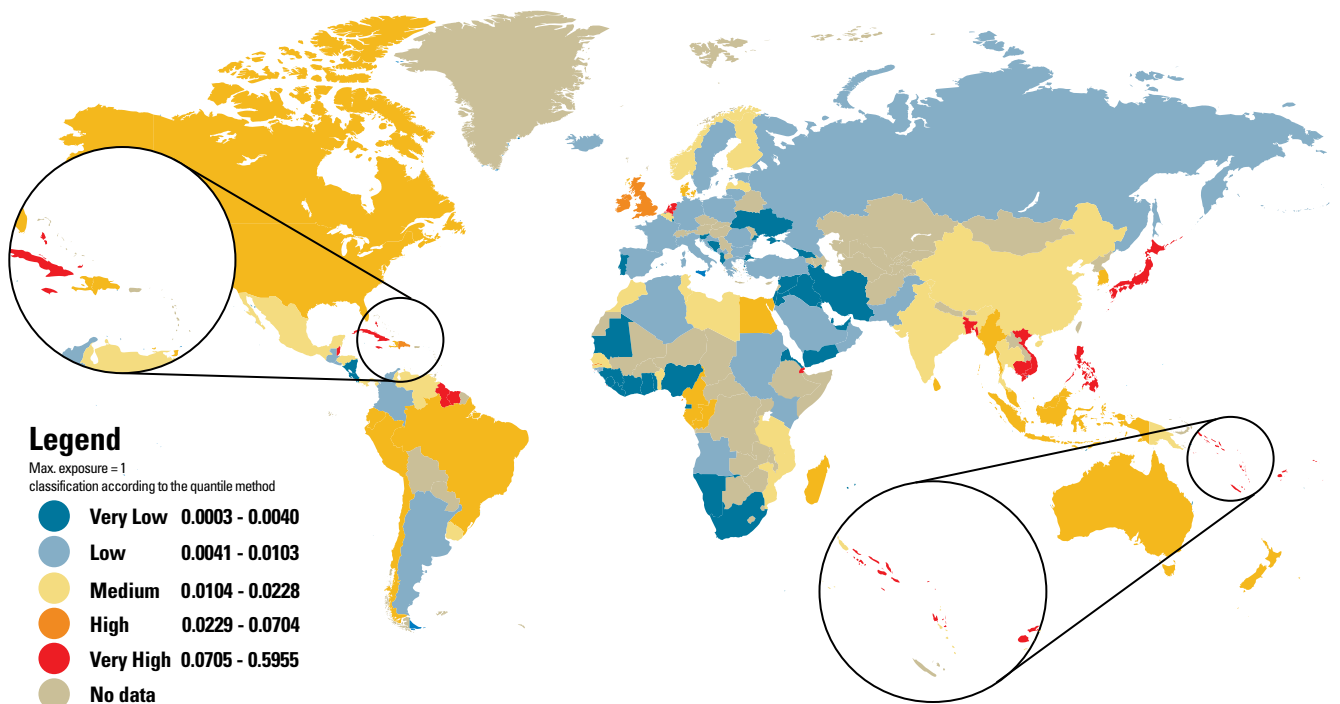 Legend
Max. exposure = 1
classification according to the quantile method
Very Low 0.0003 - 0.0040
Low 0.0041 - 0.0103
Medium 0.0104 - 0.0228
High 0.0229 - 0.0704
Very High 0.0705 - 0.5955
No data